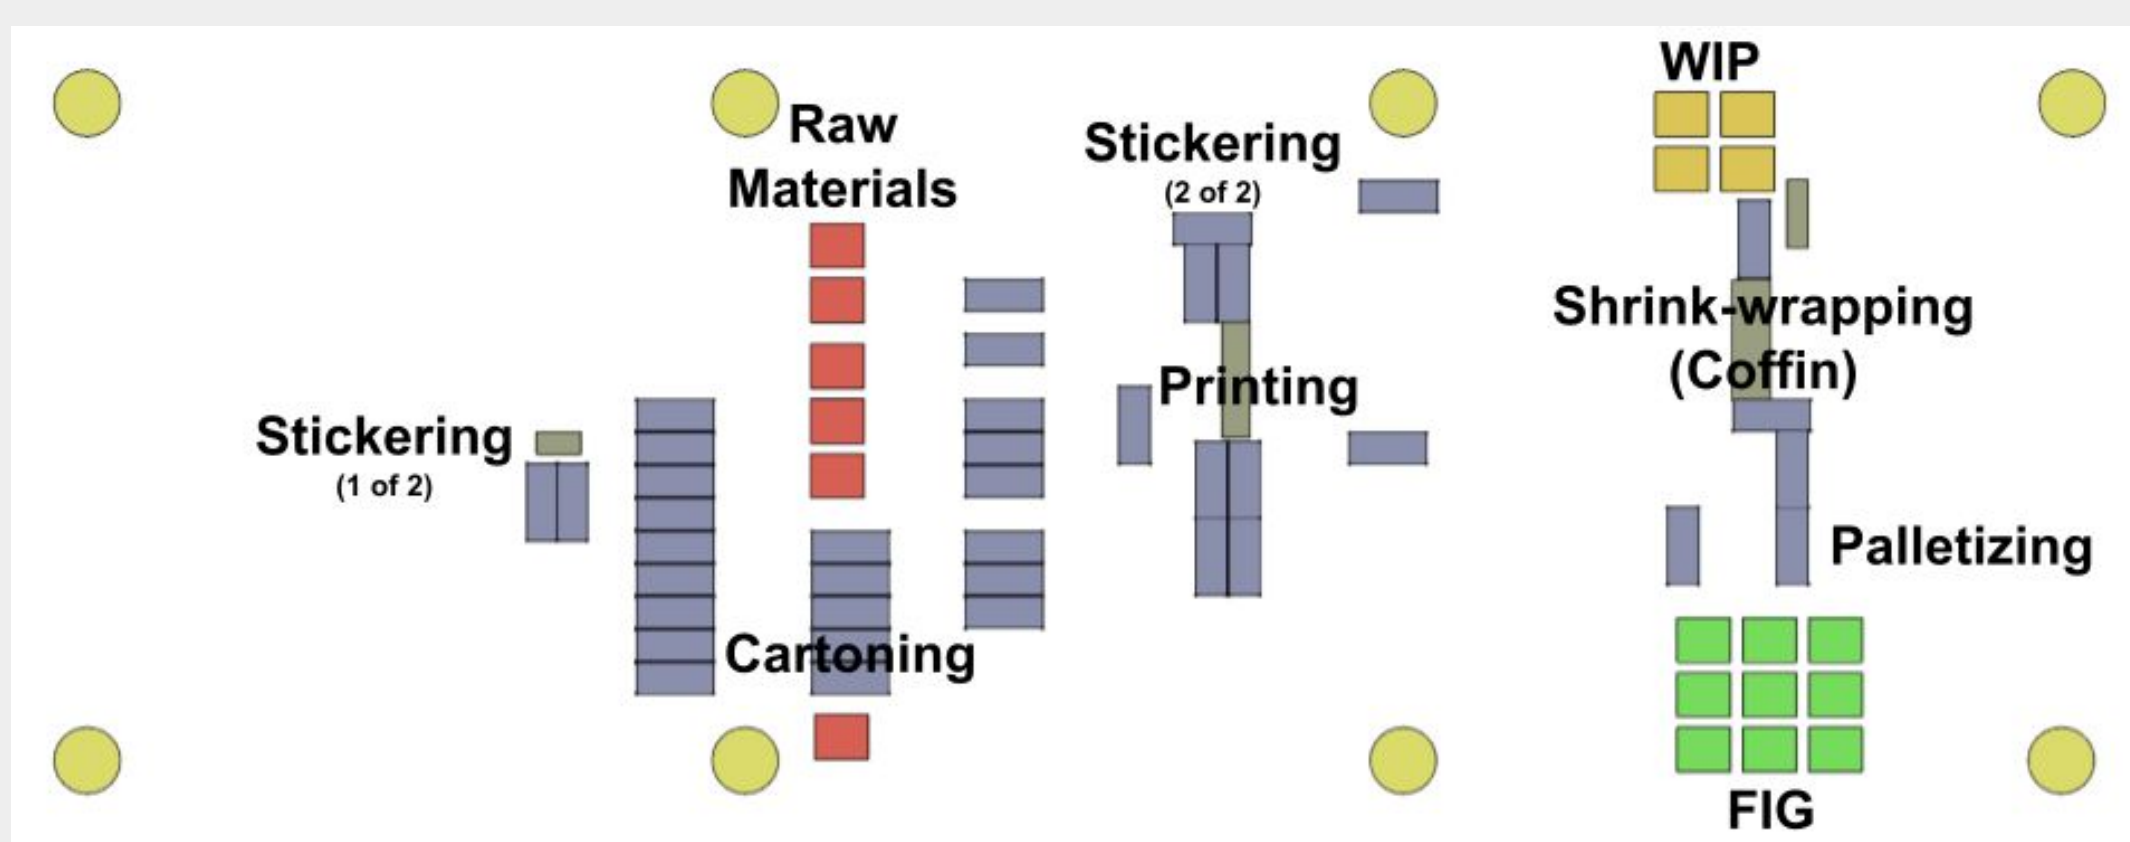 WIP
Raw
Materials
Stickering
(2 of 2)
Shrink-wrapping
(Coffin)
Printing
Stickering
(1 of 2)
Palletizing
Cartoning
FIG